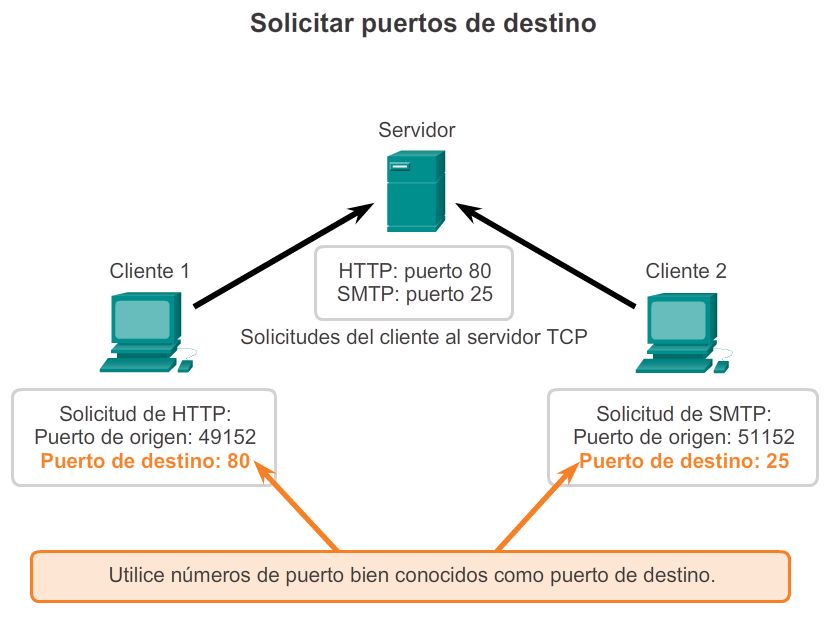 Solicitar puertos de destino
Servidor
Cliente 1
HTTP: puerto 80
SMTP: puerto 25
Cliente 2
Solicitudes del cliente al servidor TCP
Solicitud de HTTP:
Puerto de origen: 49152
Puerto de destino: 80
Solicitud de SMTP:
Puerto de origen: 51152
Puerto de destino: 25
Utilice números de puerto bien conocidos como puerto de destino.